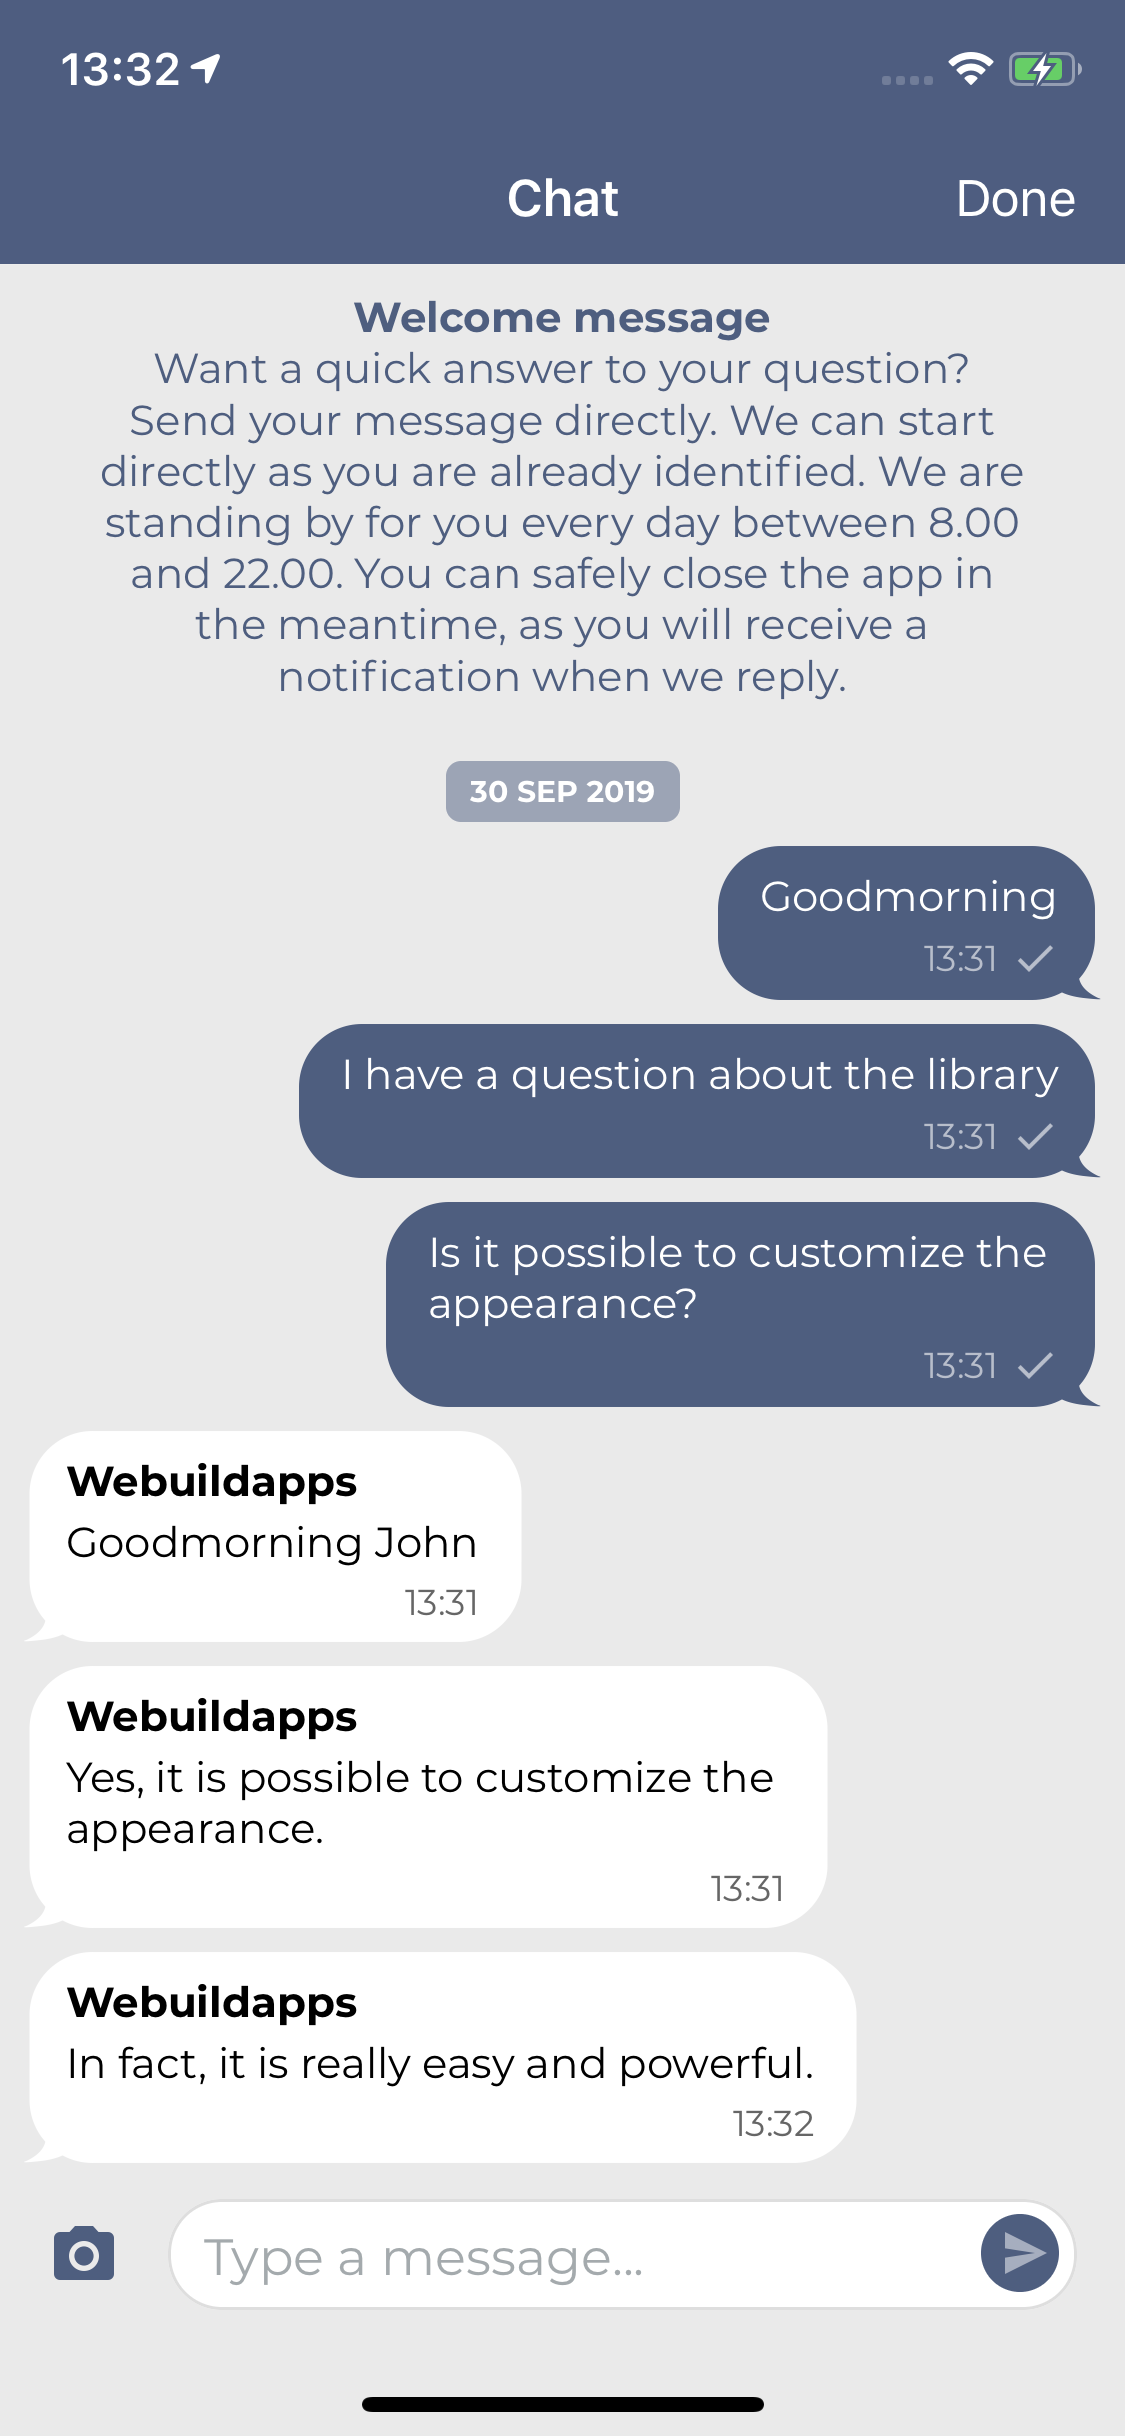 13:32
Chat
Done
Welcome message
Want a quick answer to your question?
Send your message directly. We can start
directly as you are already identified. We are
standing by for you every day between 8.00
and 22.00. You can safely close the app in
the meantime, as you will receive a
notification when we reply.
30 SEP 2019
Goodmorning
13:31
I have a question about the library
13:31
Is it possible to customize the
appearance?
13:31
Webuildapps
Goodmorning John
13:31
Webuildapps
Yes, it is possible to customize the
appearance.
13:31
Webuildapps
In fact, it is really easy and powerful.
13:32
Type a message...